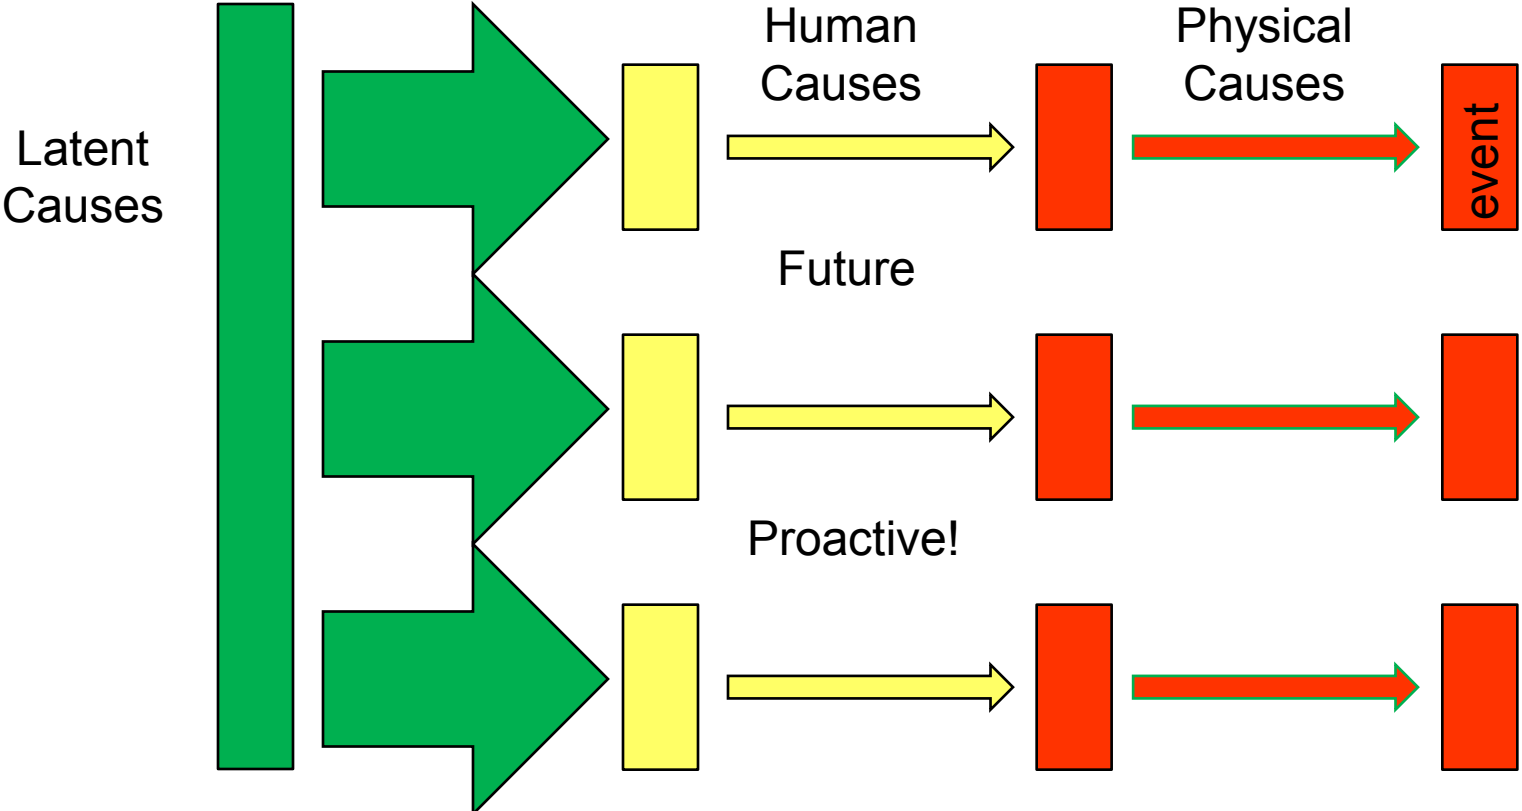 Latent
Causes
Human
Causes
Physical
Causes
event
Future
Proactive!